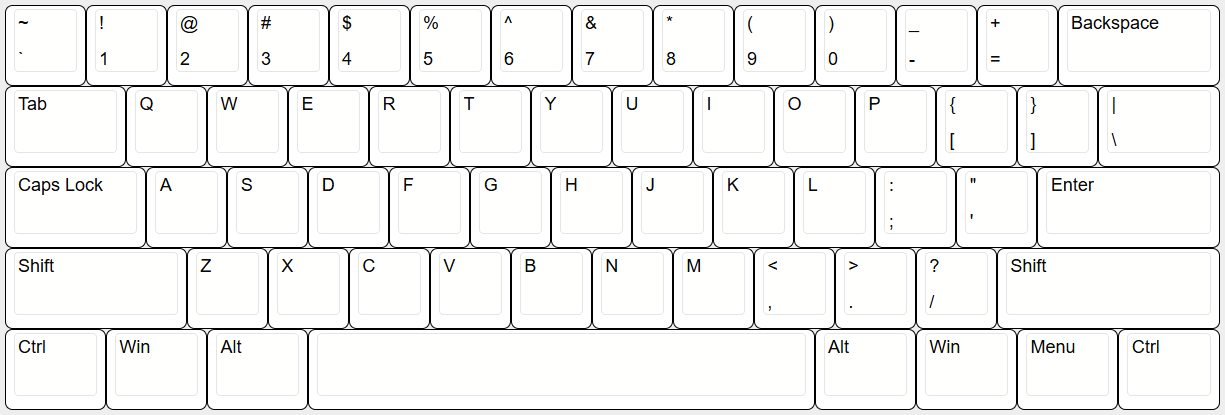 ~ ! @ # $ % ^ & * ( ) _ + Backspace
` 1 2 3 4 5 6 7 8 9 0 - =
Tab Q W E R T Y U I O P { } |
[ ] \
Caps Lock A S D F G H J K L : " Enter
; '
Shift Z X C V B N M < > ? Shift
, . /
Ctrl Win Alt Alt Win Menu Ctrl